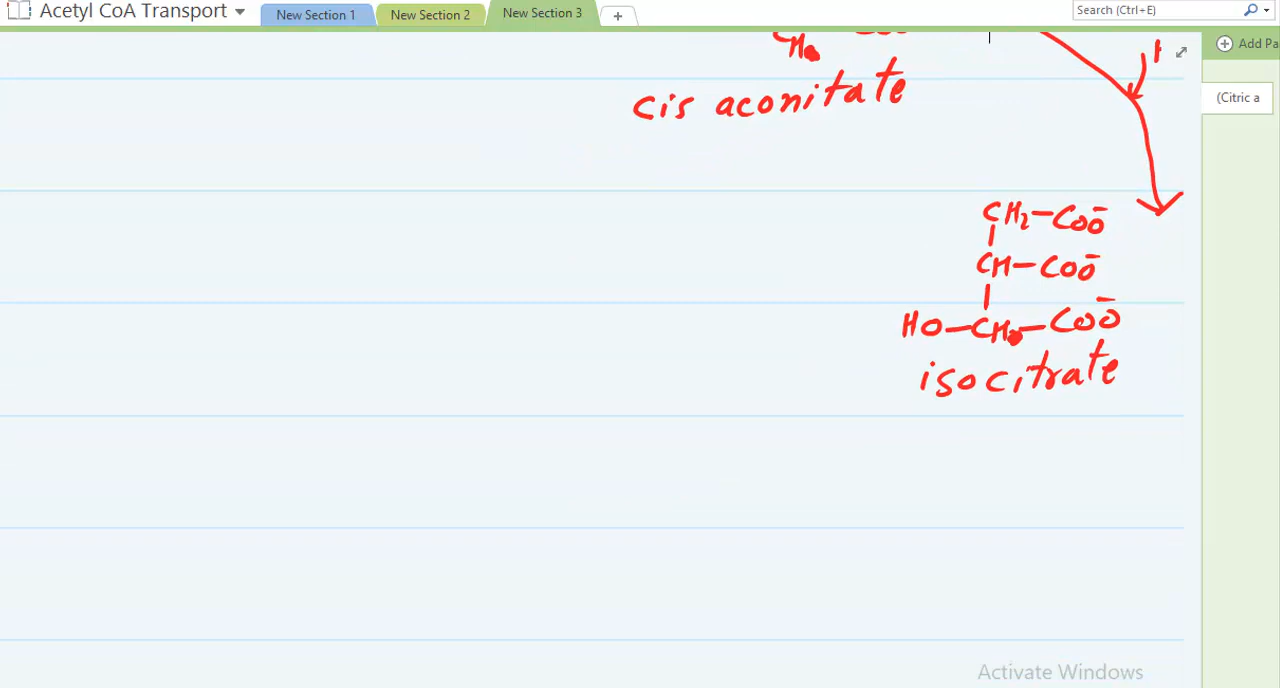 Acetyl CoA Transport
New Section 1
New Section 2
New Section 3
+
Search (Ctrl+E)
Add Pa
(Citric a
cis aconitate
CH2-COO⁻
CH-COO⁻
HO-CH-COO⁻
isocitrate
Activate Windows